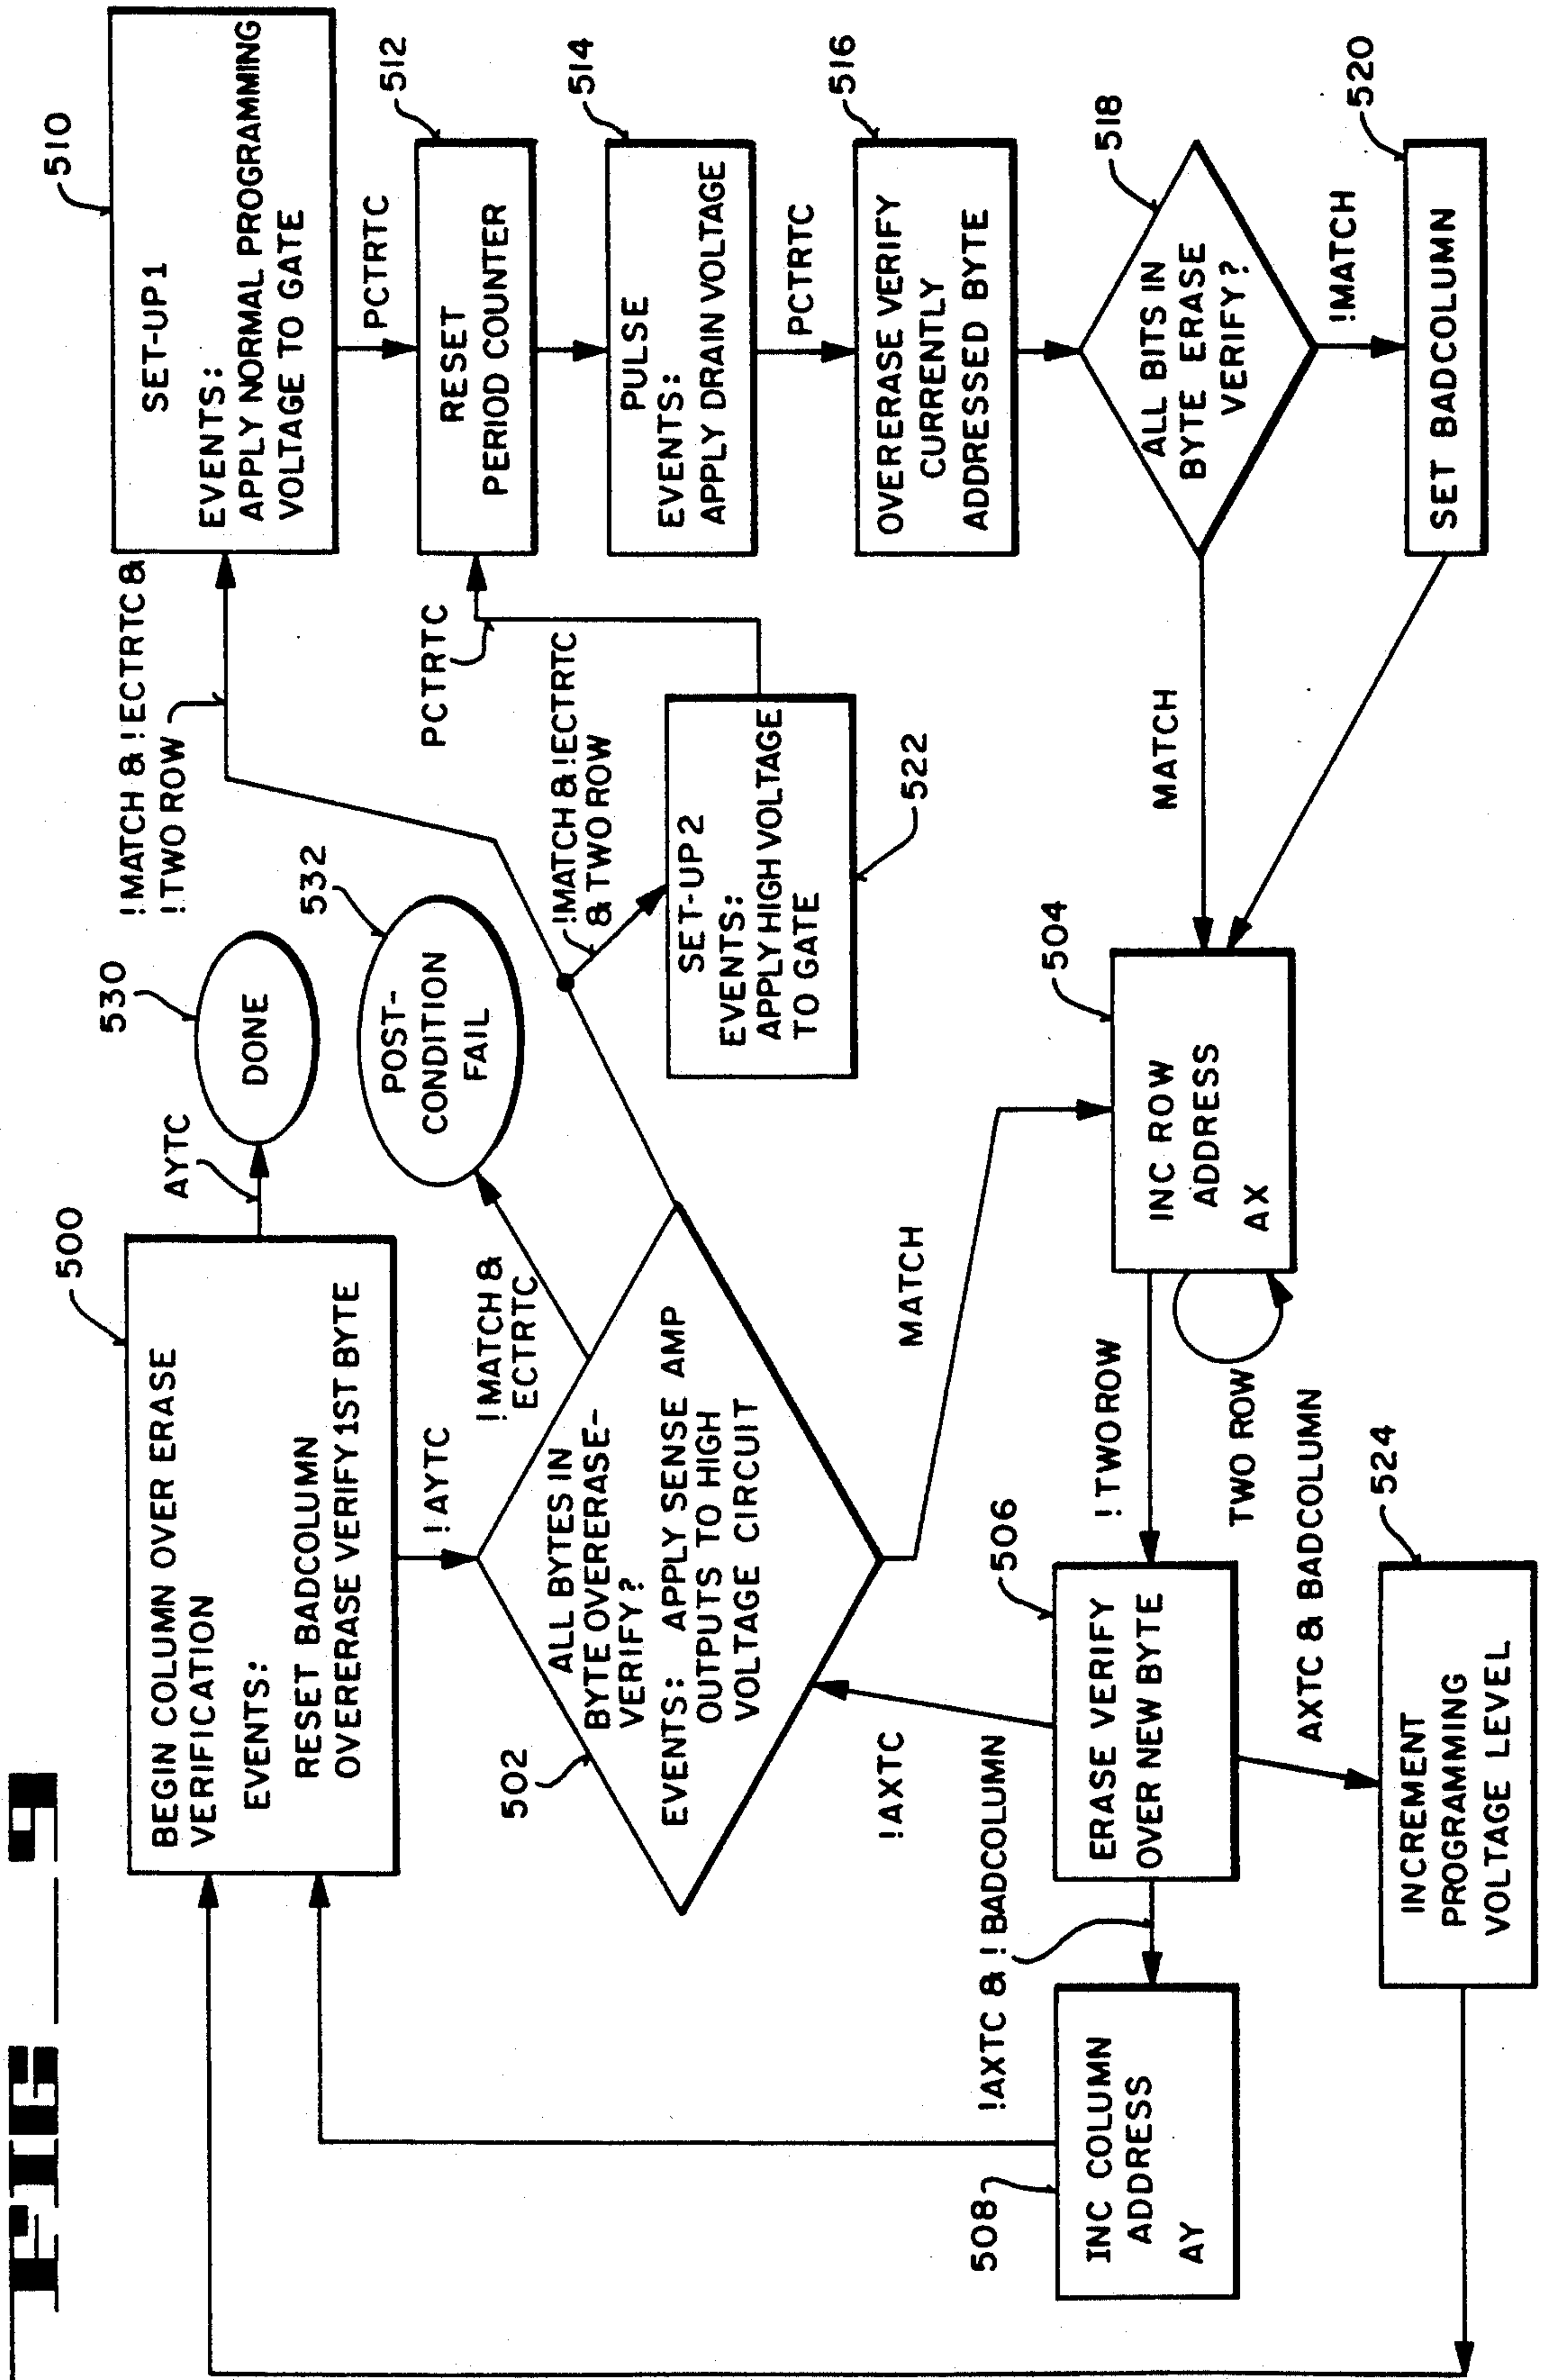 FIG 9
500
BEGIN COLUMN OVER ERASE
VERIFICATION
EVENTS:
RESET BADCOLUMN
OVERERASE VERIFY 1ST BYTE
AYTC
530
DONE
!AYTC
502
ALL BYTES IN
BYTE OVERERASE-
VERIFY?
EVENTS: APPLY SENSE AMP
OUTPUTS TO HIGH
VOLTAGE CIRCUIT
!MATCH &
ECTRTC
532
POST-
CONDITION
FAIL
!MATCH & !ECTRTC &
!TWO ROW
510
SET-UP1
EVENTS:
APPLY NORMAL PROGRAMMING
VOLTAGE TO GATE
PCTRTC
512
RESET
PERIOD COUNTER
PCTRTC
!MATCH & !ECTRTC
& TWO ROW
SET-UP 2
EVENTS:
APPLY HIGH VOLTAGE
TO GATE
522
514
PULSE
EVENTS:
APPLY DRAIN VOLTAGE
PCTRTC
516
OVERERASE VERIFY
CURRENTLY
ADDRESSED BYTE
518
ALL BITS IN
BYTE ERASE
VERIFY?
!MATCH
520
SET BADCOLUMN
MATCH
MATCH
504
INC ROW
ADDRESS
AX
!TWO ROW
TWO ROW
506
ERASE VERIFY
OVER NEW BYTE
!AXTC
!AXTC & !BADCOLUMN
508
INC COLUMN
ADDRESS
AY
AXTC & BADCOLUMN
524
INCREMENT
PROGRAMMING
VOLTAGE LEVEL